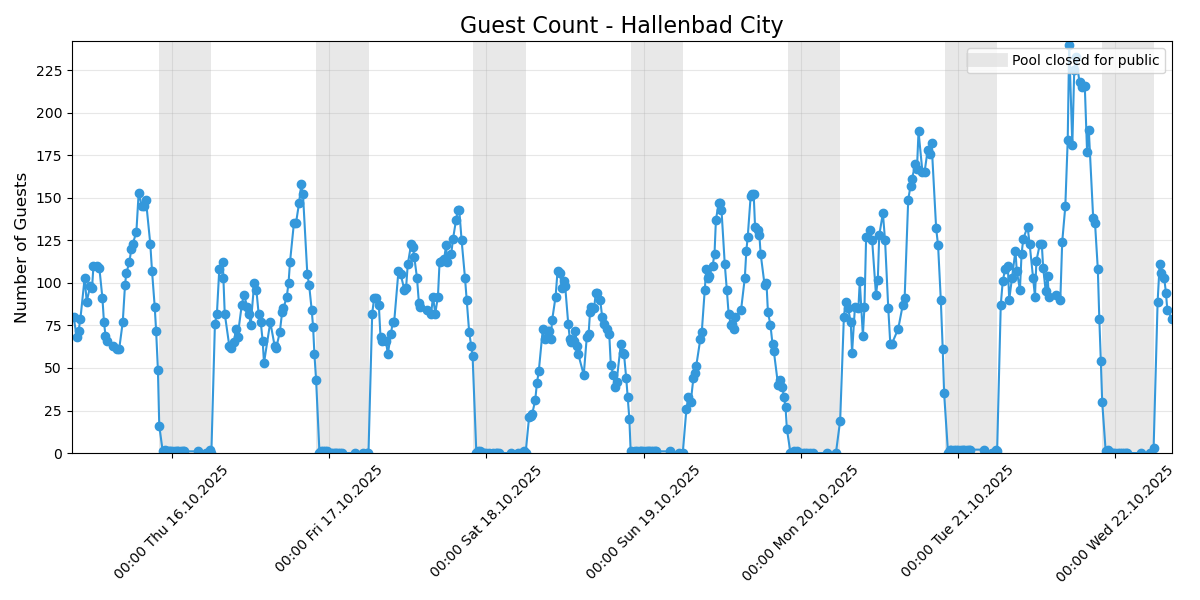 Guest Count - Hallenbad City
Pool closed for public
Number of Guests
225
200
175
150
125
100
75
50
25
0
00:00 Thu 16.10.2025
00:00 Fri 17.10.2025
00:00 Sat 18.10.2025
00:00 Sun 19.10.2025
00:00 Mon 20.10.2025
00:00 Tue 21.10.2025
00:00 Wed 22.10.2025